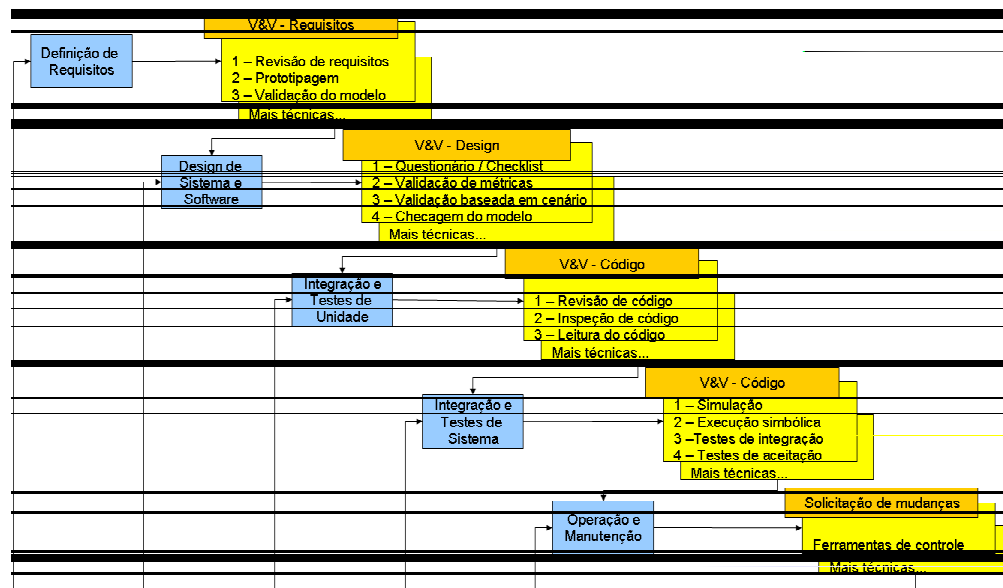 V&V - Requisitos
Definição de
Requisitos
1 – Revisão de requisitos
2 – Prototipagem
3 – Validação do modelo
Mais técnicas...
V&V - Design
Design de
Sistema e
Software
1 – Questionário / Checklist
2 – Validação de métricas
3 – Validação baseada em cenário
4 – Checagem do modelo
Mais técnicas...
V&V - Código
Integração e
Testes de
Unidade
1 – Revisão de código
2 – Inspeção de código
3 – Leitura do código
Mais técnicas...
V&V - Código
Integração e
Testes de
Sistema
1 – Simulação
2 – Execução simbólica
3 –Testes de integração
4 – Testes de aceitação
Mais técnicas...
Solicitação de mudanças
Operação e
Manutenção
Ferramentas de controle
Mais técnicas...